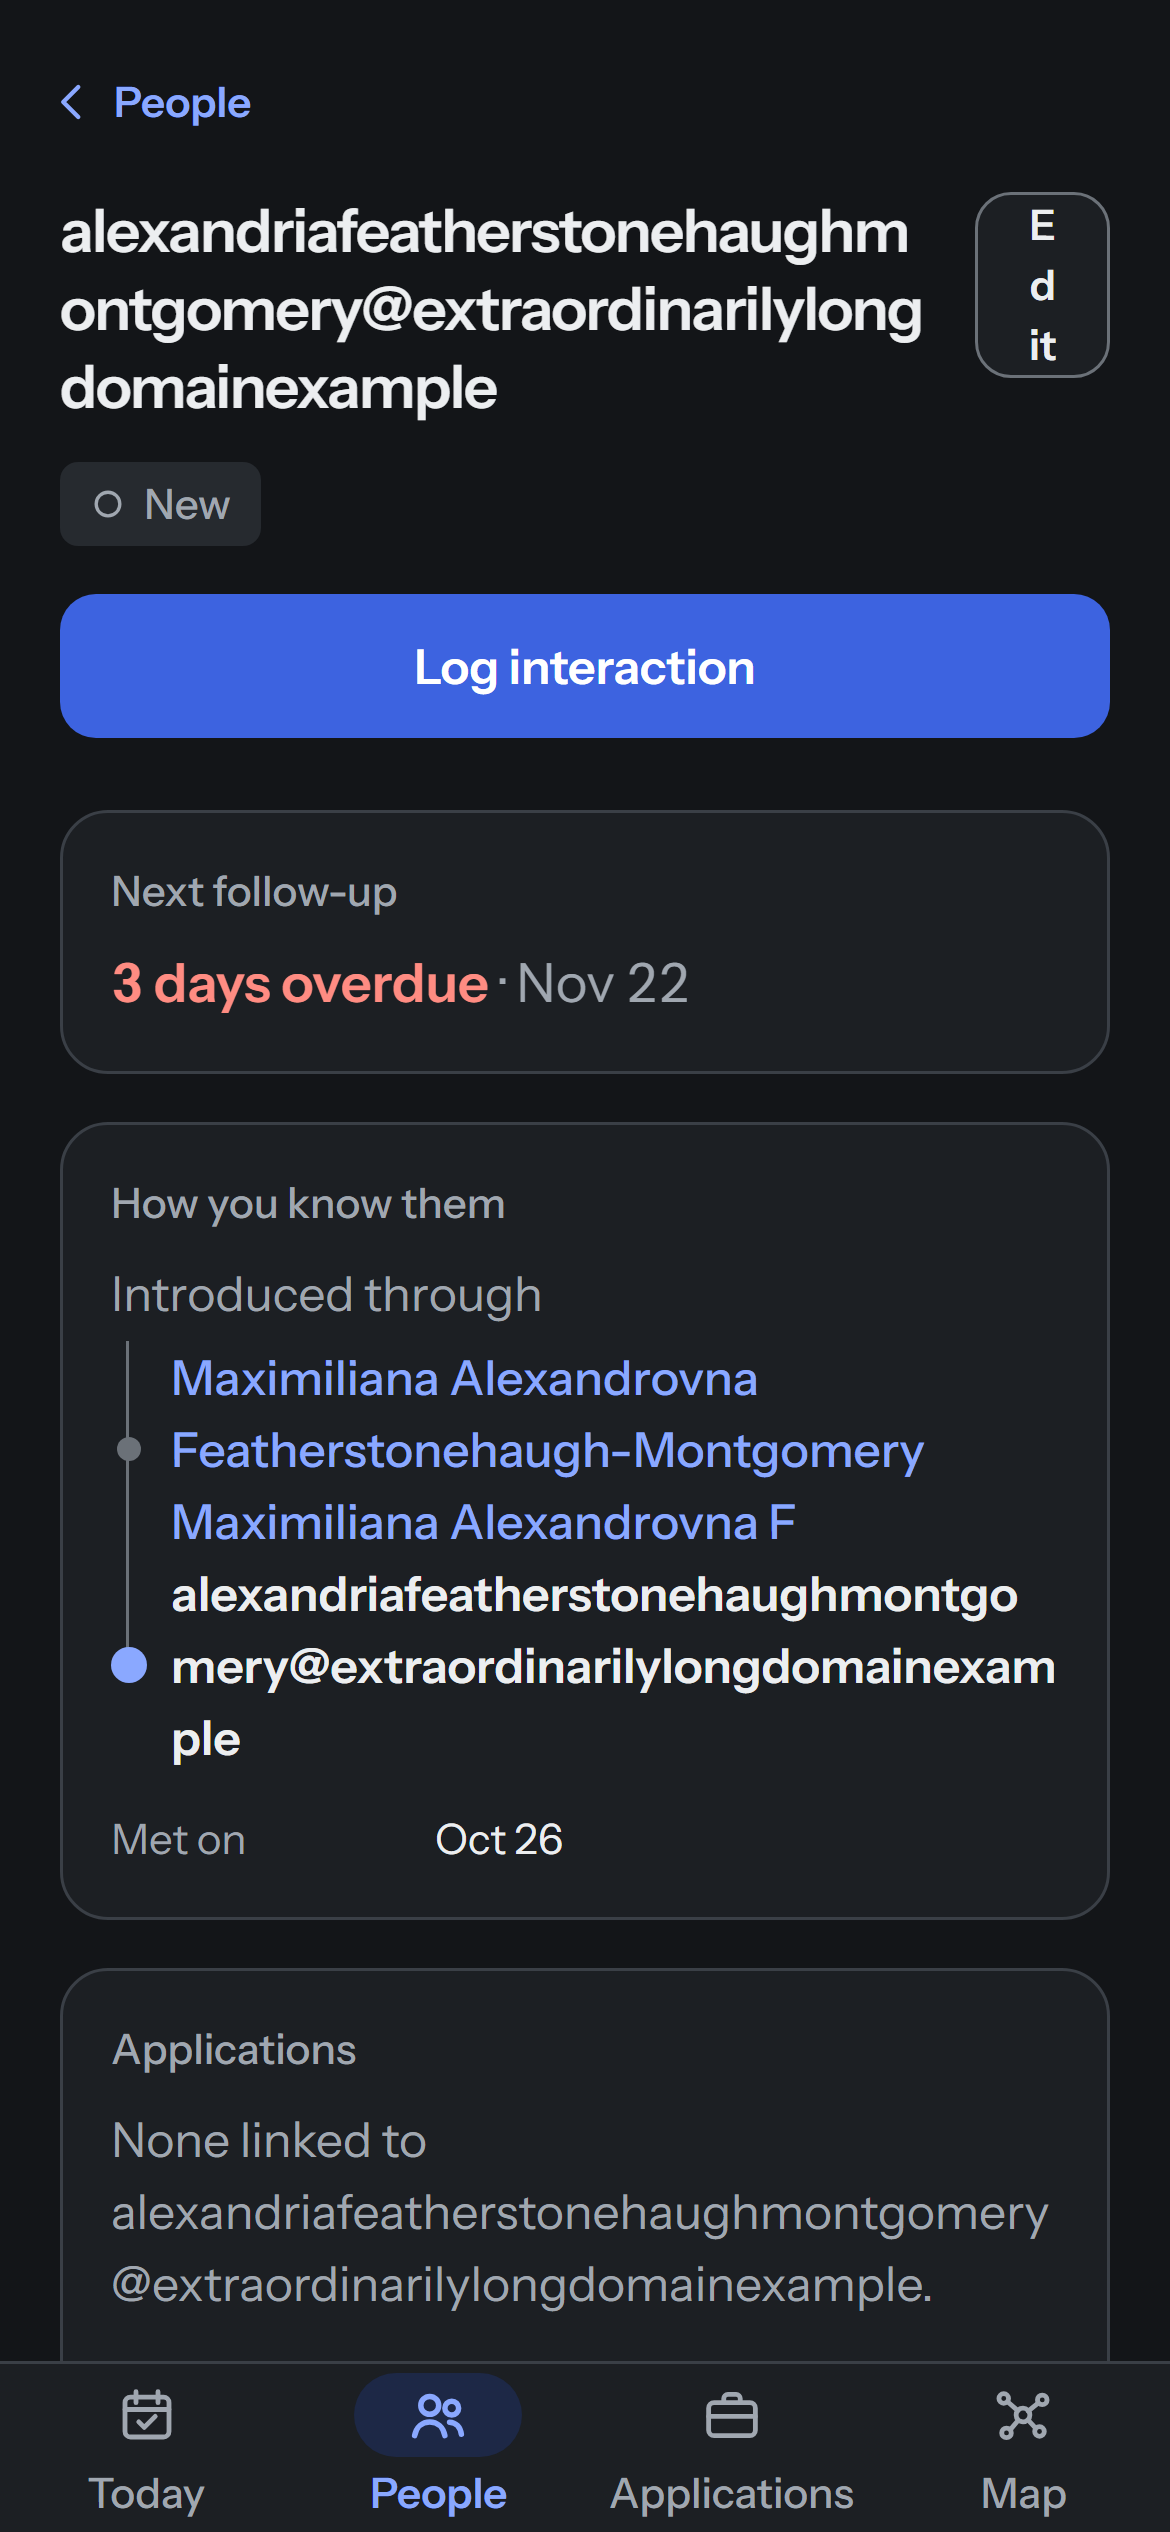 People
alexandriafeatherstonehaughm
ontgomery@extraordinarilylong
domainexample
E
d
it
New
Log interaction
Next follow-up
3 days overdue · Nov 22
How you know them
Introduced through
Maximiliana Alexandrovna
Featherstonehaugh-Montgomery
Maximiliana Alexandrovna F
alexandriafeatherstonehaughmontgo
mery@extraordinarilylongdomainexam
ple
Met on Oct 26
Applications
None linked to
alexandriafeatherstonehaughmontgomery
@extraordinarilylongdomainexample.
Today People Applications Map